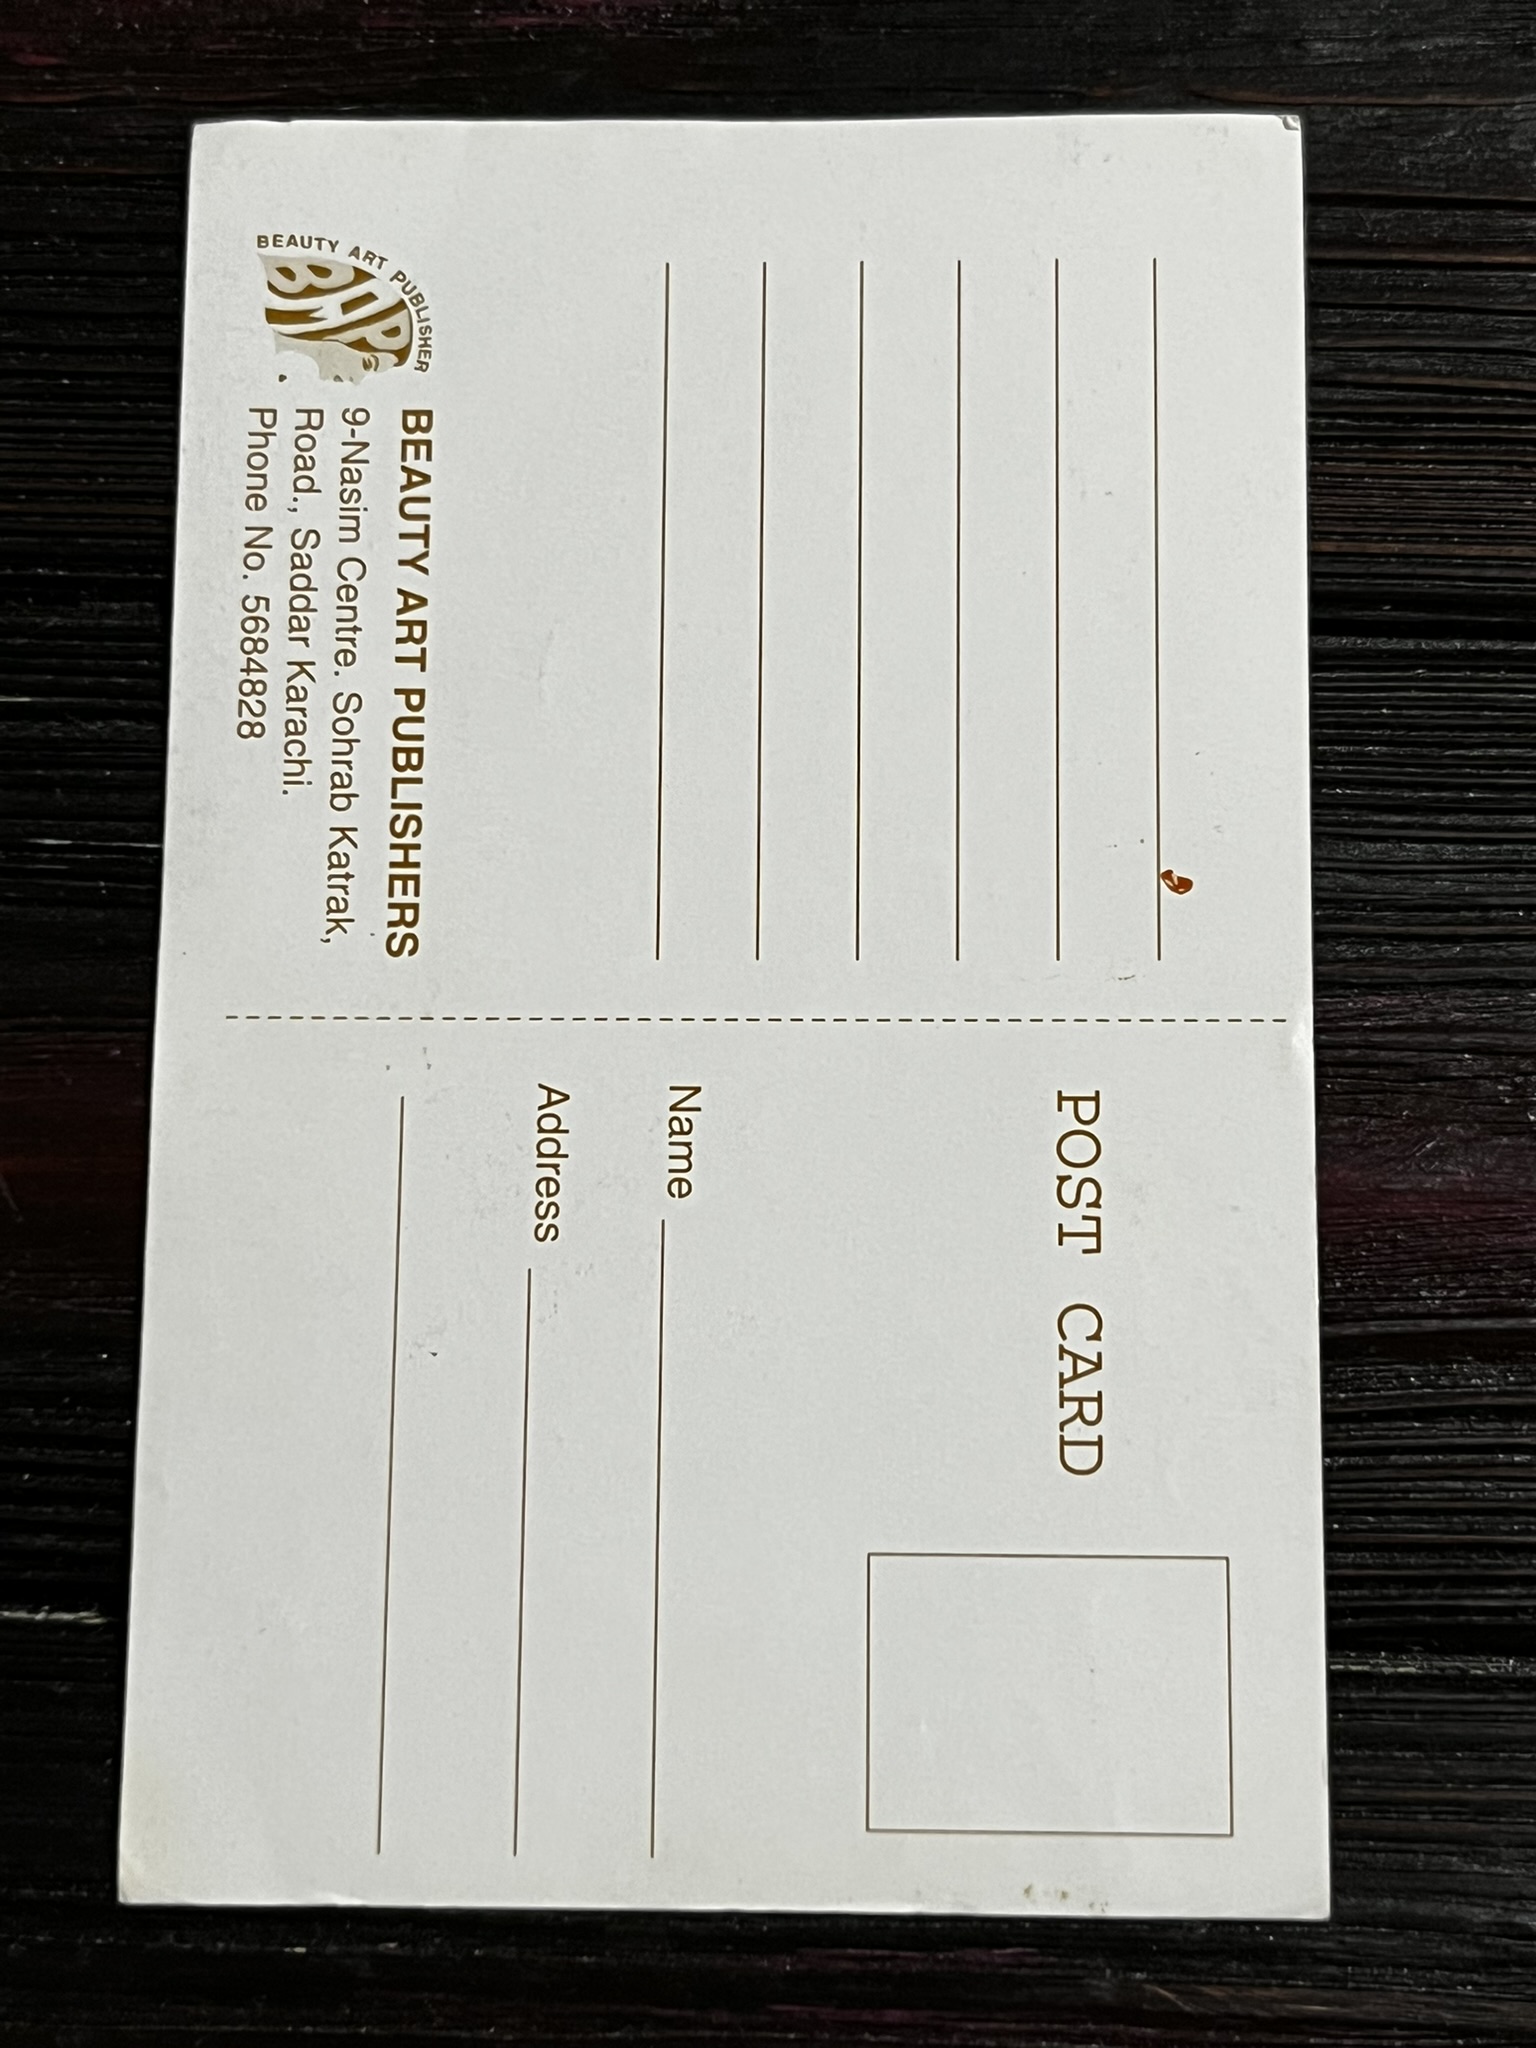 BEAUTY ART PUBLISHER
BHP
BEAUTY ART PUBLISHERS
9-Nasim Centre. Sohrab Katrak,
Road., Saddar Karachi.
Phone No. 5684828
POST CARD
Name
Address